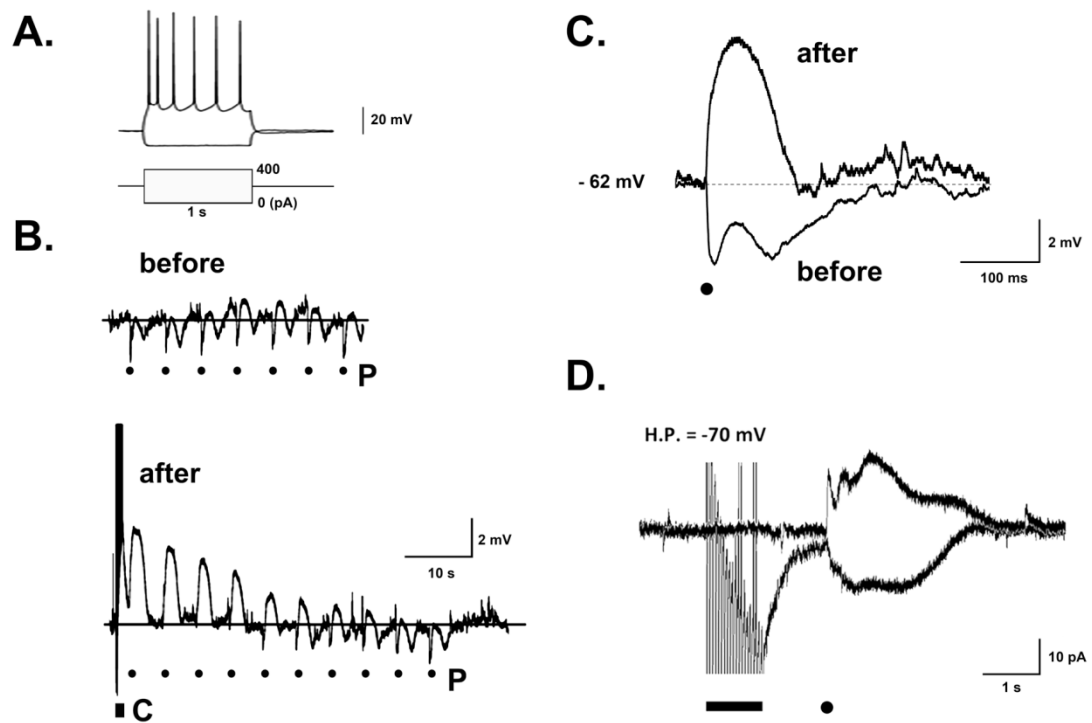 A.
20 mV
400
0 (pA)
1 s
B.
before
P
after
2 mV
10 s
P
C
C.
after
- 62 mV
before
2 mV
100 ms
D.
H.P. = -70 mV
10 pA
1 s